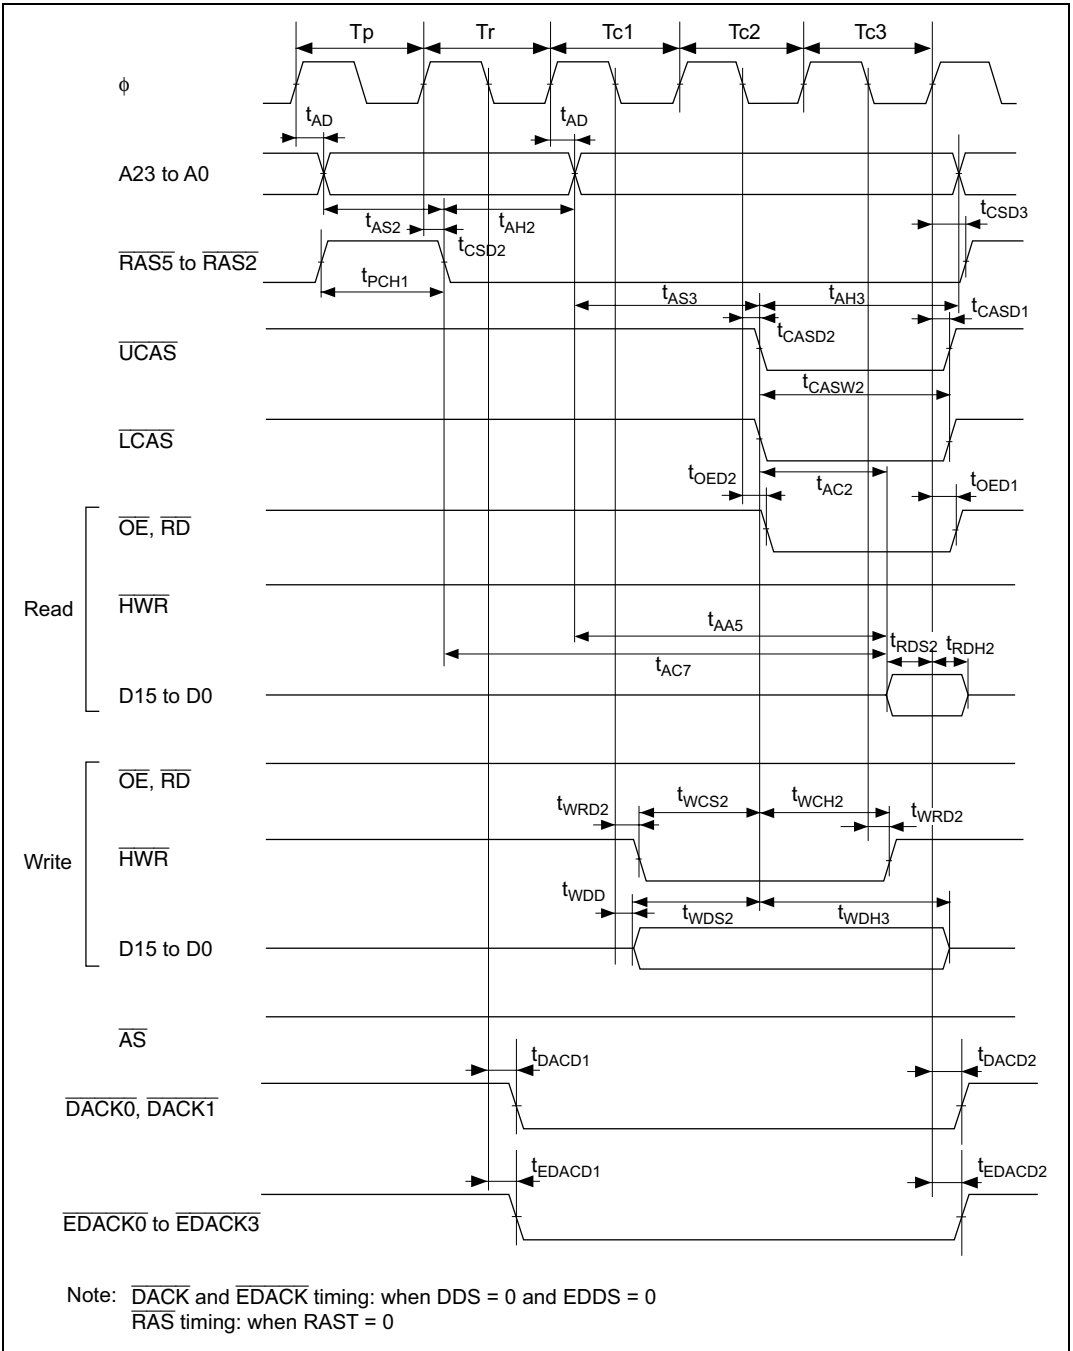 Tp Tr Tc1 Tc2 Tc3
ϕ
tAD tAD
A23 to A0
tAS2 tAH2 tCSD3
tCSD2
RAS5 to RAS2
tPCH1
tAS3 tAH3 tCASD1
tCASD2
UCAS
tCASW2
LCAS
tOED2 tAC2 tOED1
OE, RD
Read
HWR
tAA5
tRDS2 tRDH2
tAC7
D15 to D0
OE, RD
tWRD2 tWCS2 tWCH2 tWRD2
Write
HWR
tWDD tWDS2 tWDH3
D15 to D0
AS
tDACD1 tDACD2
DACK0, DACK1
tEDACD1 tEDACD2
EDACK0 to EDACK3
Note: DACK and EDACK timing: when DDS = 0 and EDDS = 0
RAS timing: when RAST = 0